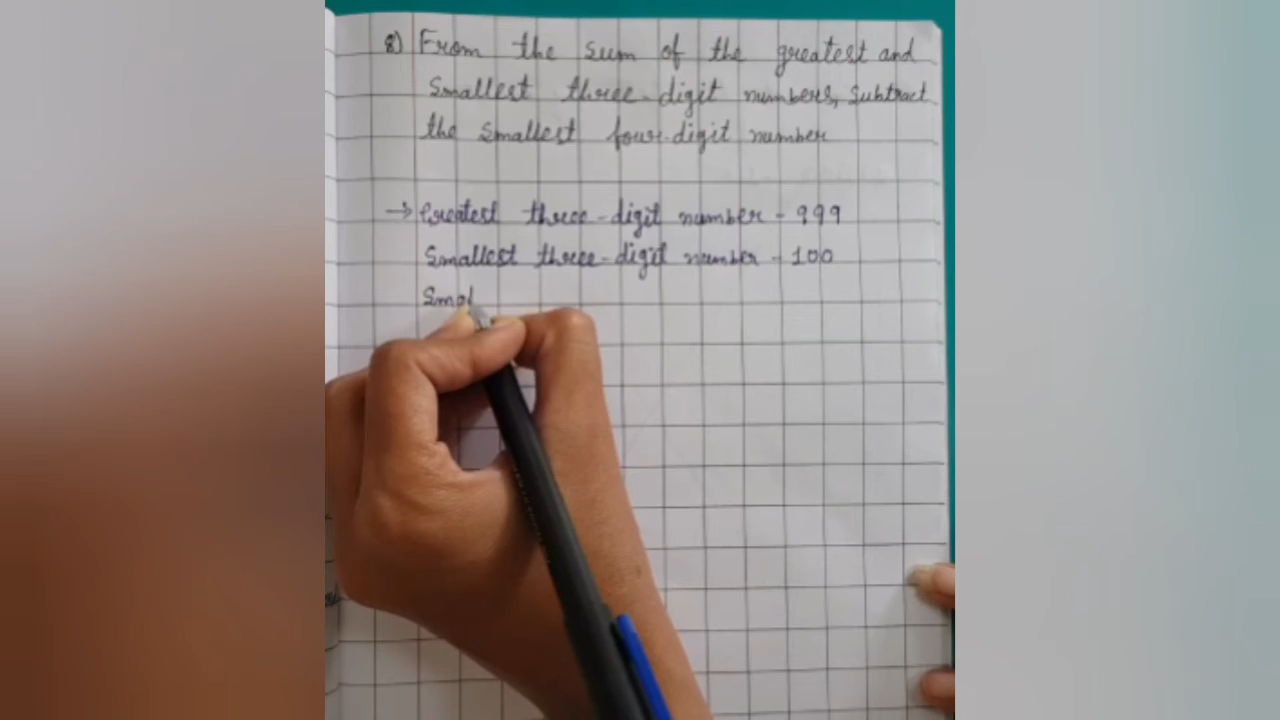 8) From the sum of the greatest and
Smallest three-digit numbers, Subtract
the smallest four-digit number
→ Greatest three-digit number - 999
Smallest three-digit number - 100
Smal